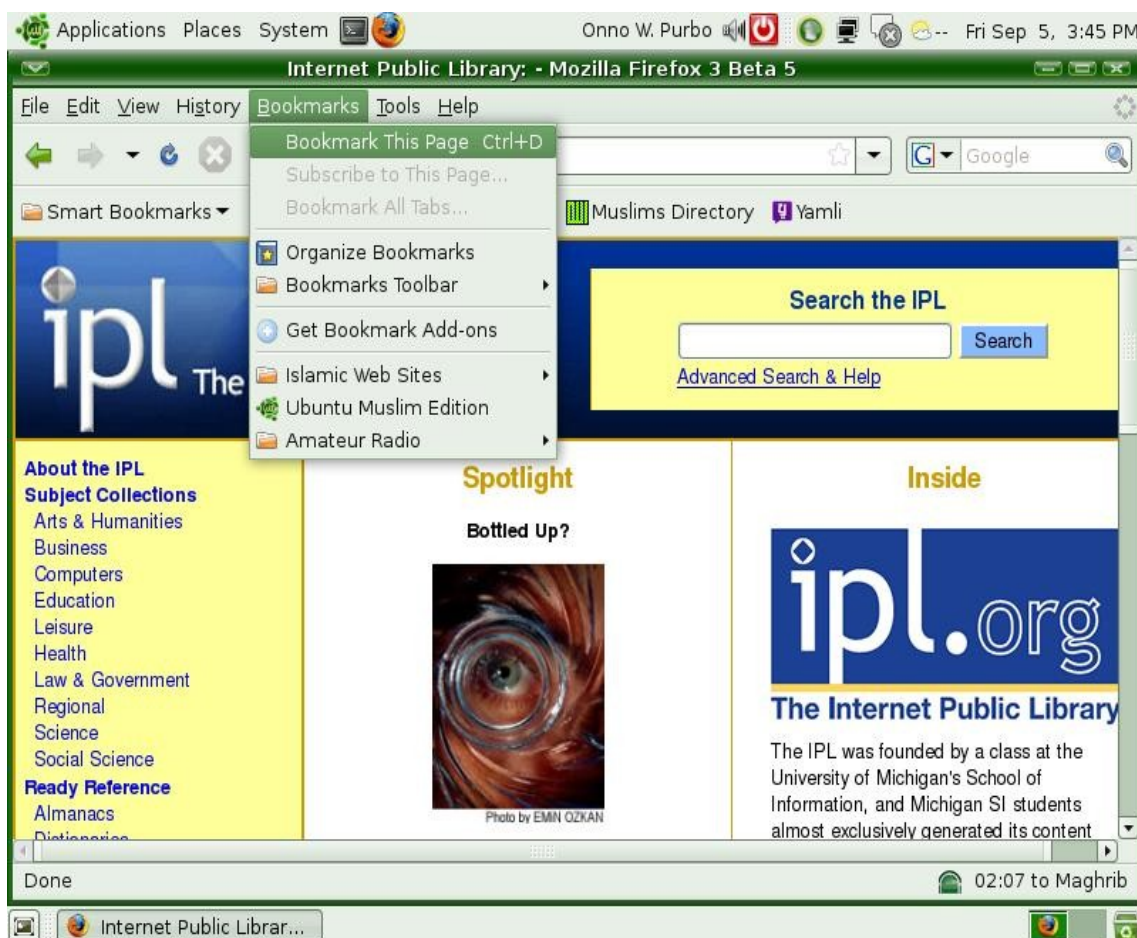 Applications Places System Onno W. Purbo -- Fri Sep 5, 3:45 PM
Internet Public Library: - Mozilla Firefox 3 Beta 5
File Edit View History Bookmarks Tools Help
Bookmark This Page Ctrl+D
Subscribe to This Page...
Bookmark All Tabs...
Organize Bookmarks
Bookmarks Toolbar
Get Bookmark Add-ons
Islamic Web Sites
Ubuntu Muslim Edition
Amateur Radio
G Google
Smart Bookmarks Muslims Directory Yamli
ipl The
Search the IPL
Search
Advanced Search & Help
About the IPL
Subject Collections
Arts & Humanities
Business
Computers
Education
Leisure
Health
Law & Government
Regional
Science
Social Science
Ready Reference
Almanacs
Dictionaries
Spotlight
Bottled Up?
Photo by EMiN OZKAN
Inside
ipl.org
The Internet Public Library
The IPL was founded by a class at the
University of Michigan's School of
Information, and Michigan SI students
almost exclusively generated its content
Done 02:07 to Maghrib
Internet Public Librar...